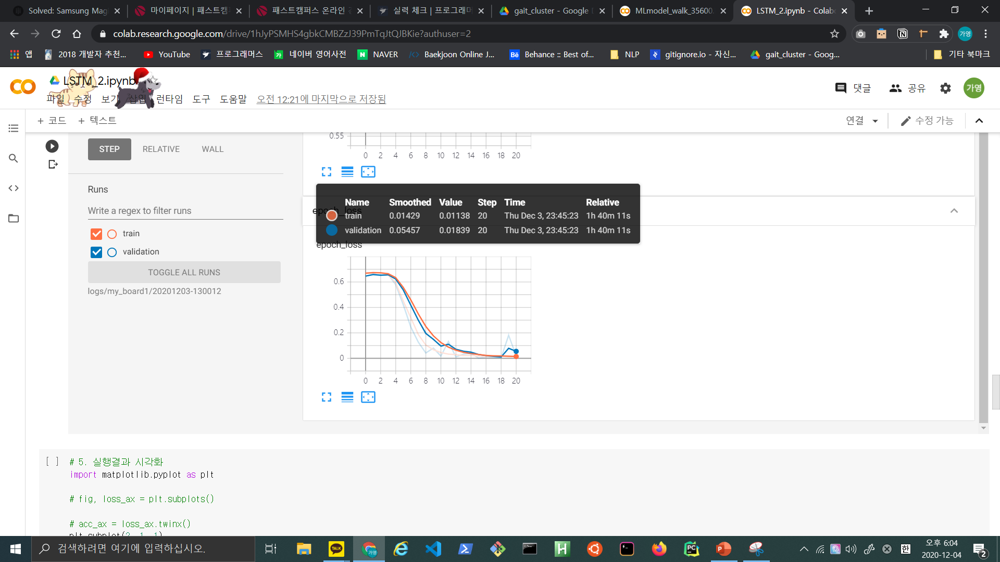 Solved: Samsung Mag
마이페이지 | 패스트캠
패스트캠퍼스 온라인 강
실력 체크 | 프로그래머
gait_cluster - Google D
MLmodel_walk_35600.
LSTM_2.ipynb - Colabo
colab.research.google.com/drive/1hJyPSMHS4gbkCMBZzJ39PmTqJtQJBKie?authuser=2
가영
앱
2018 개발자 추천...
YouTube
프로그래머스
네이버 영어사전
NAVER
Baekjoon Online J...
Behance :: Best of...
NLP
gitignore.io - 자신...
gait_cluster - Goog...
기타 북마크
LSTM_2.ipynb
댓글
공유
가영
파일 수정 보기 삽입 런타임 도구 도움말 오전 12:21에 마지막으로 저장됨
+ 코드 + 텍스트
연결
수정 가능
STEP RELATIVE WALL
0.55
0 2 4 6 8 10 12 14 16 18 20
Runs
Write a regex to filter runs
train
validation
TOGGLE ALL RUNS
logs/my_board1/20201203-130012
epoch_loss
Name Smoothed Value Step Time Relative
train 0.01429 0.01138 20 Thu Dec 3, 23:45:23 1h 40m 11s
validation 0.05457 0.01839 20 Thu Dec 3, 23:45:23 1h 40m 11s
epoch_loss
0.6
0.4
0.2
0
0 2 4 6 8 10 12 14 16 18 20
[ ] # 5. 실행결과 시각화
import matplotlib.pyplot as plt
# fig, loss_ax = plt.subplots()
# acc_ax = loss_ax.twinx()
plt.subplot(2, 1, 1)
검색하려면 여기에 입력하십시오.
TALK
가영
PC
한
오후 6:04
2020-12-04
2